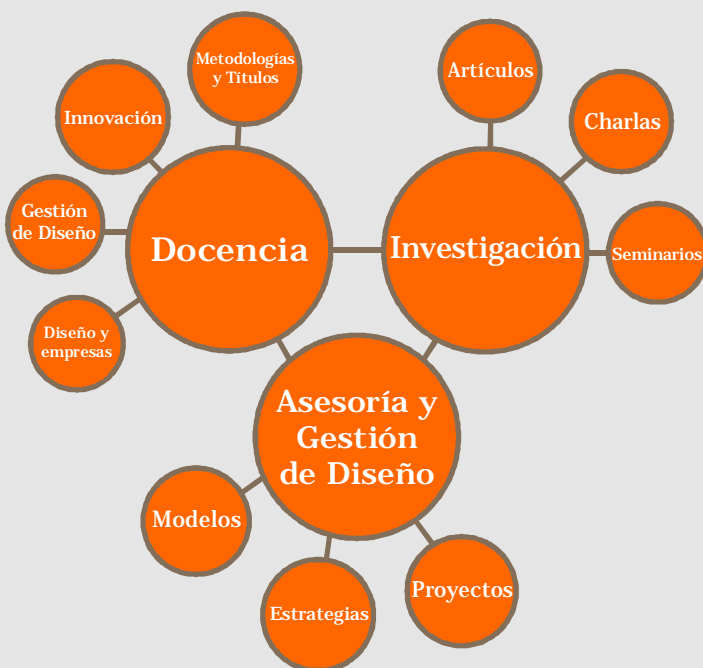 Metodologías
y Títulos
Innovación
Gestión
de Diseño
Diseño y
empresas
Docencia
Artículos
Charlas
Seminarios
Investigación
Asesoría y
Gestión
de Diseño
Modelos
Estrategias
Proyectos